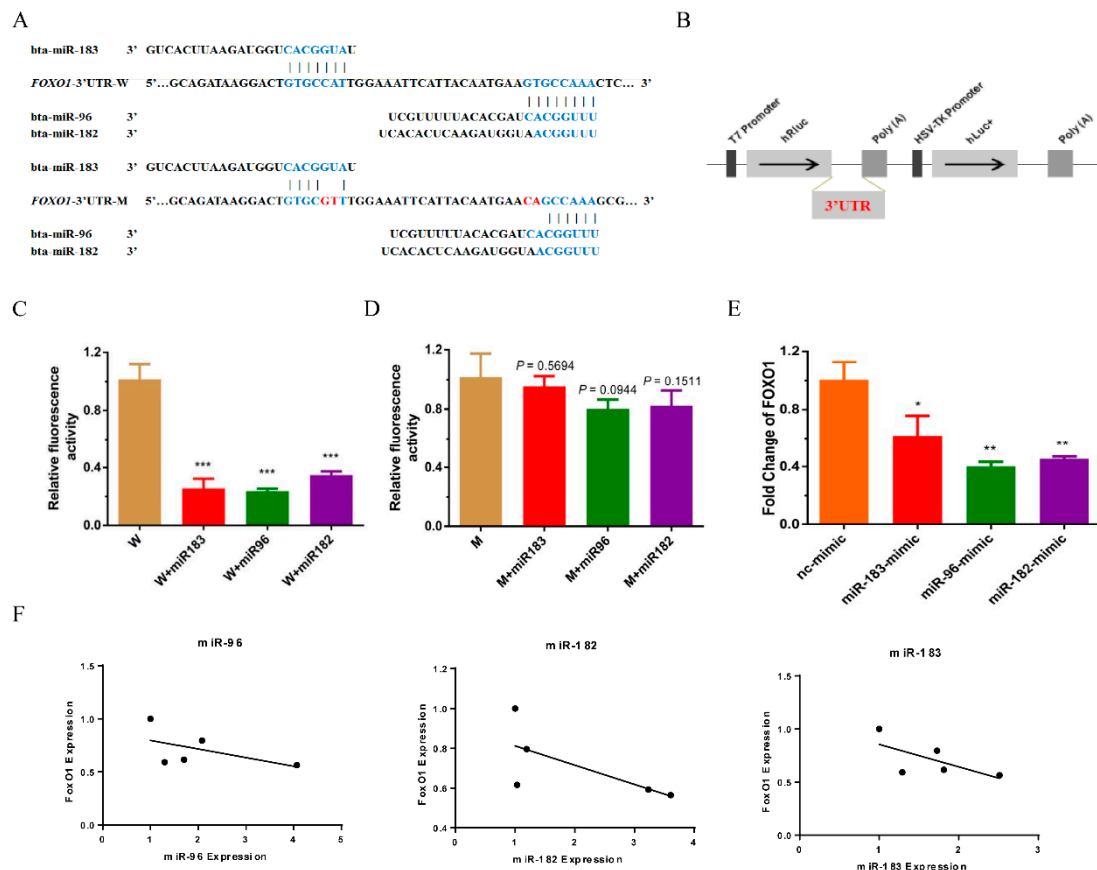 A
bta-miR-183 3’ GUCACUUAAGAUGGUCACGGUAU
FOXO1-3’UTR-W 5’…GCAGATAAGGACTGTGCCATTGGAAATTCATTACAATGAAGTGCCAAACTC… 3’
bta-miR-96 3’ UCGUUUUUACACGAUCACGGUUU
bta-miR-182 3’ UCACACUCAAGAUGGUAACGGUUU
bta-miR-183 3’ GUCACUUAAGAUGGUCACGGUAU
FOXO1-3’UTR-M 5’…GCAGATAAGGACTGTGCGTTTGGAAATTCATTACAATGAACAGCCAAAGCG… 3’
bta-miR-96 3’ UCGUUUUUACACGAUCACGGUUU
bta-miR-182 3’ UCACACUCAAGAUGGUAACGGUUU
B
T7 Promoter
hRluc
Poly (A)
HSV-TK Promoter
hLuc+
Poly (A)
3’UTR
C
Relative fluorescence activity
1.2
0.8
0.4
0.0
***
***
***
W
W+miR183
W+miR96
W+miR182
D
Relative fluorescence activity
1.2
0.8
0.4
0.0
P = 0.5694
P = 0.0944
P = 0.1511
M
M+miR183
M+miR96
M+miR182
E
Fold Change of FOXO1
1.2
0.9
0.6
0.3
0.0
*
**
**
nc-mimic
miR-183-mimic
miR-96-mimic
miR-182-mimic
F
miR-96
FoxO1 Expression
1.5
1.0
0.5
0.0
0 1 2 3 4 5
miR-96 Expression
miR-182
FoxO1 Expression
1.2
1.0
0.8
0.6
0.4
0 1 2 3 4
miR-182 Expression
miR-183
FoxO1 Expression
1.5
1.0
0.5
0.0
0 1 2 3
miR-183 Expression